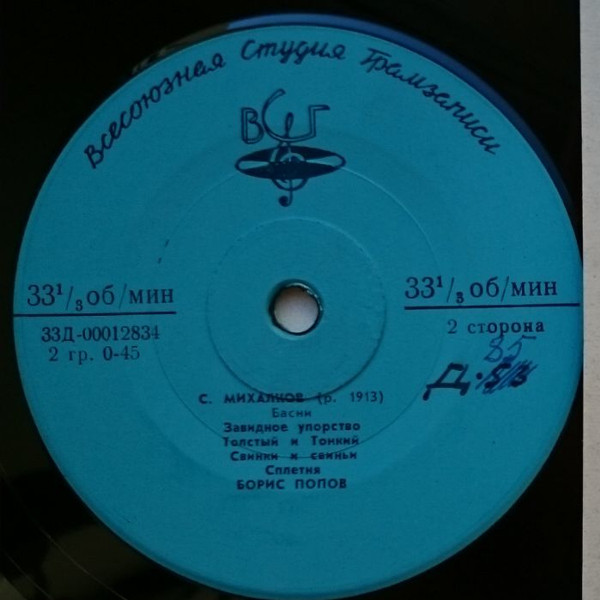 Всесоюзная Студия Грамзаписи
ВСГ
33¹/₃ об/мин
33¹/₃ об/мин
33Д-00012834
2 гр. 0-45
2 сторона
85
Д-
С. МИХАЛКОВ (р. 1913)
Басни
Завидное упорство
Толстый и Тонкий
Свинки и свиньи
Сплетня
БОРИС ПОПОВ